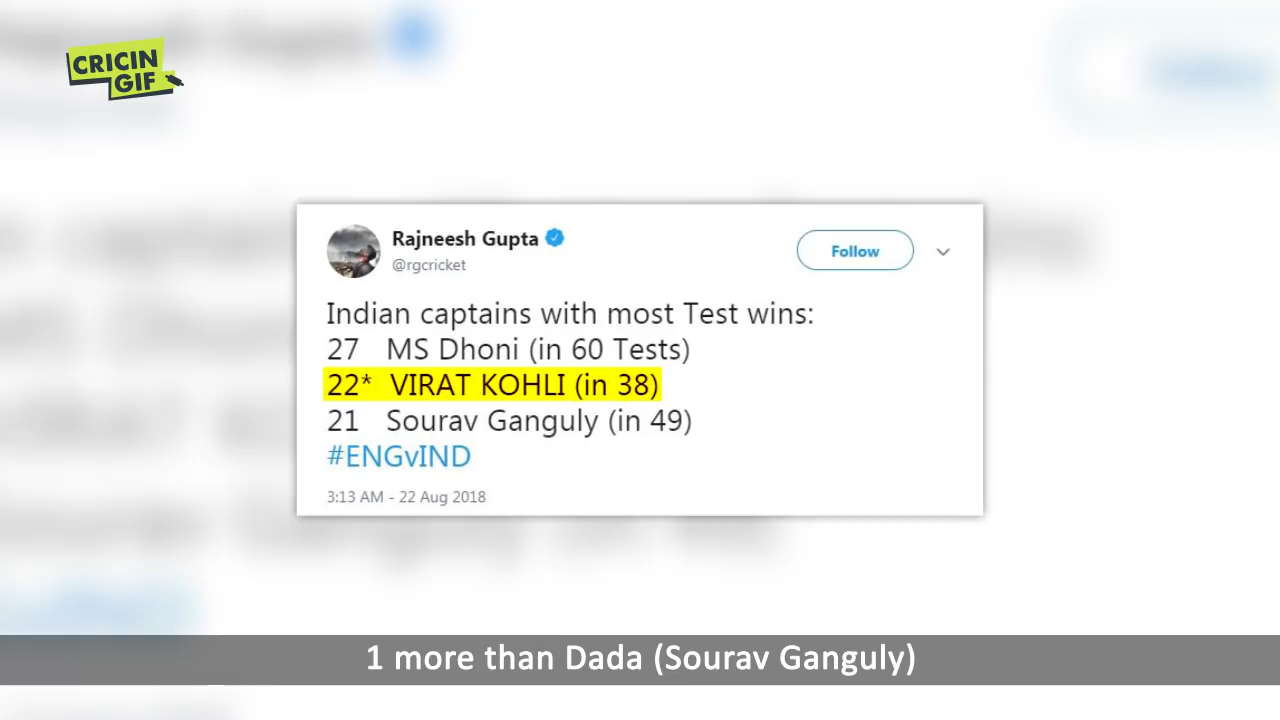 CRICIN
GIF
Rajneesh Gupta
@rgcricket
Follow
Indian captains with most Test wins:
27 MS Dhoni (in 60 Tests)
22* VIRAT KOHLI (in 38)
21 Sourav Ganguly (in 49)
#ENGvIND
3:13 AM - 22 Aug 2018
1 more than Dada (Sourav Ganguly)